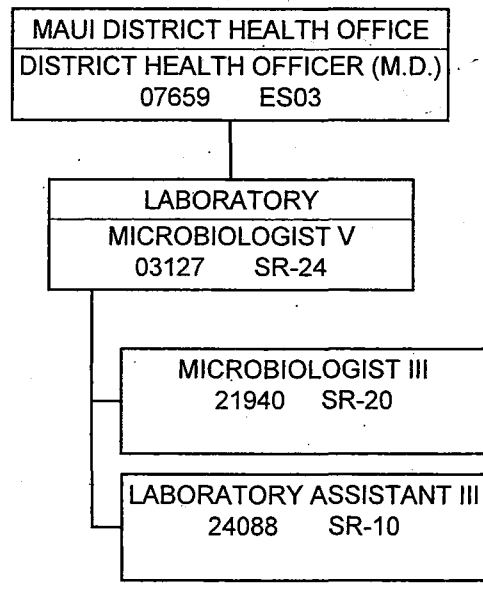 MAUI DISTRICT HEALTH OFFICE
DISTRICT HEALTH OFFICER (M.D.)
07659 ES03
LABORATORY
MICROBIOLOGIST V
03127 SR-24
MICROBIOLOGIST III
21940 SR-20
LABORATORY ASSISTANT III
24088 SR-10